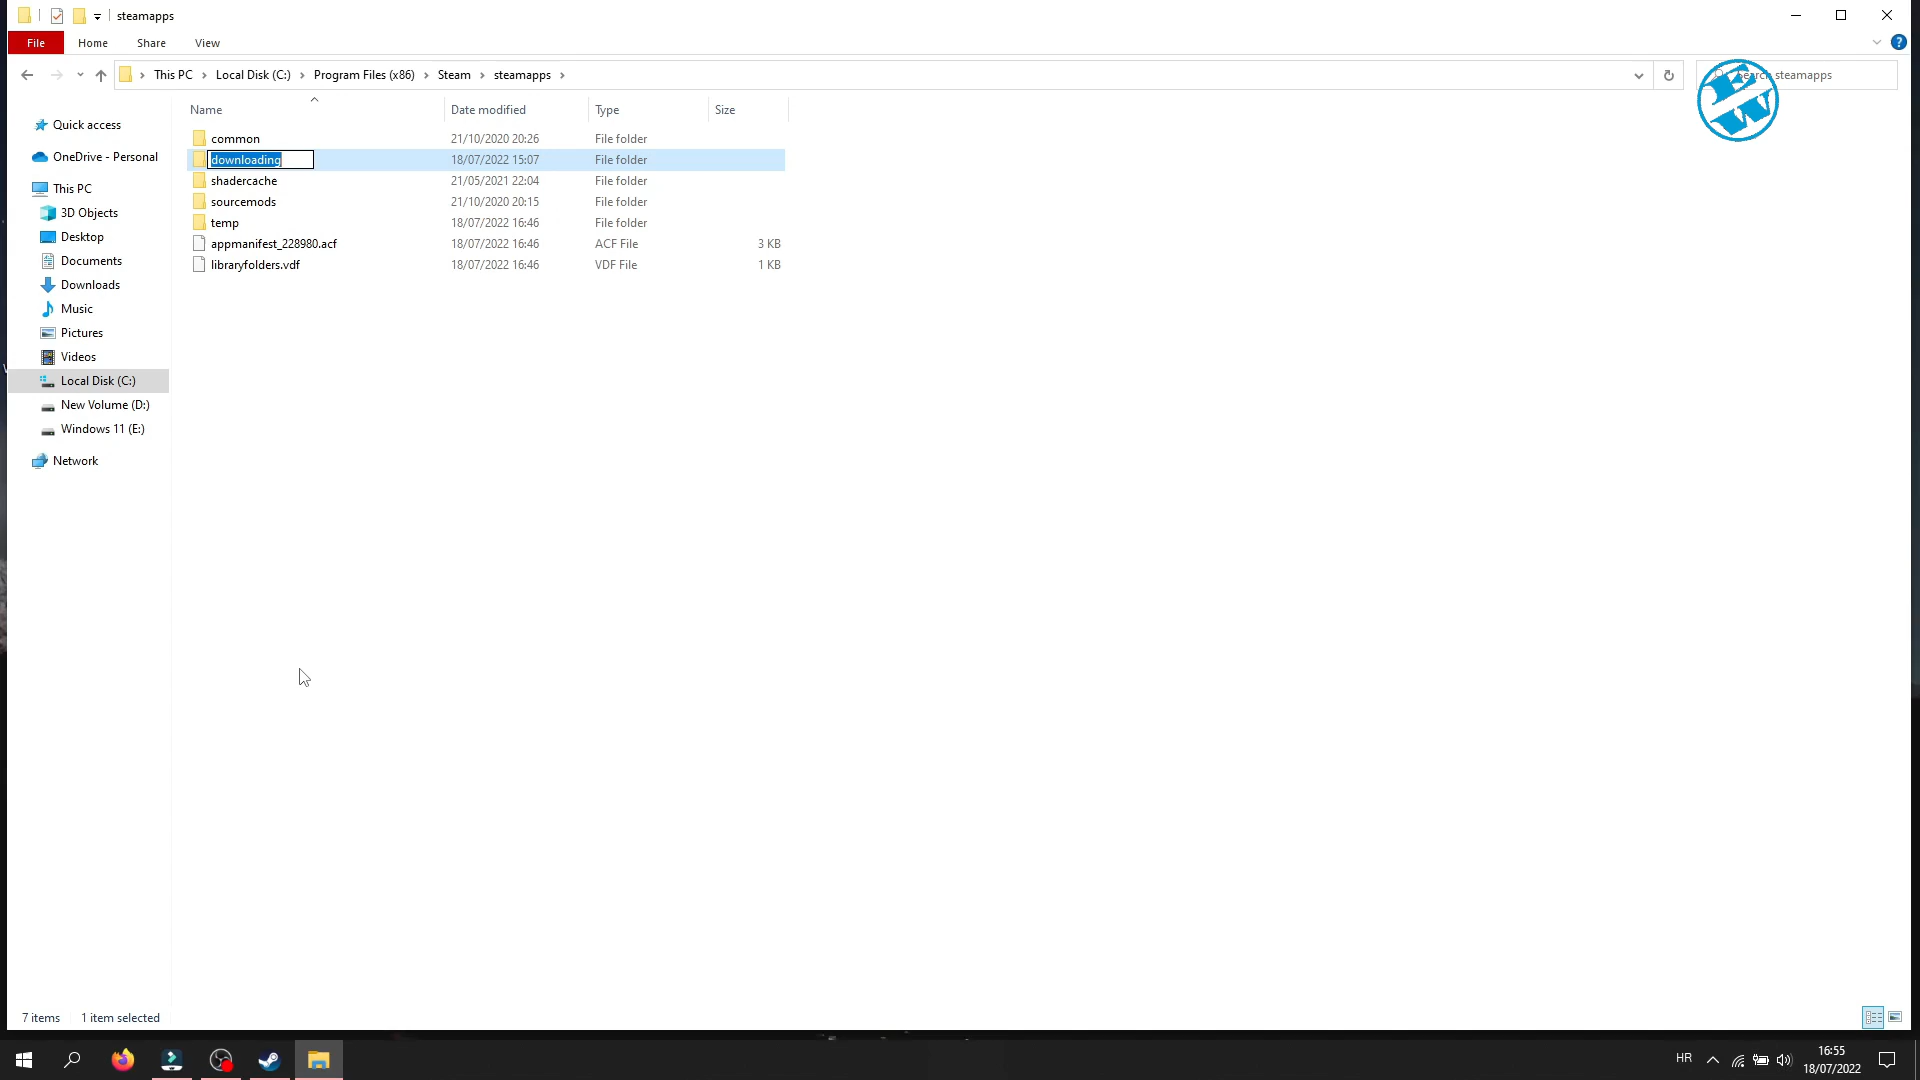 steamapps
File Home Share View
This PC Local Disk (C:) Program Files (x86) Steam steamapps
Search steamapps
Name Date modified Type Size
Quick access
OneDrive - Personal
This PC
3D Objects
Desktop
Documents
Downloads
Music
Pictures
Videos
Local Disk (C:)
New Volume (D:)
Windows 11 (E:)
Network
common 21/10/2020 20:26 File folder
downloading 18/07/2022 15:07 File folder
shadercache 21/05/2021 22:04 File folder
sourcemods 21/10/2020 20:15 File folder
temp 18/07/2022 16:46 File folder
appmanifest_228980.acf 18/07/2022 16:46 ACF File 3 KB
libraryfolders.vdf 18/07/2022 16:46 VDF File 1 KB
7 items 1 item selected
HR
16:55
18/07/2022